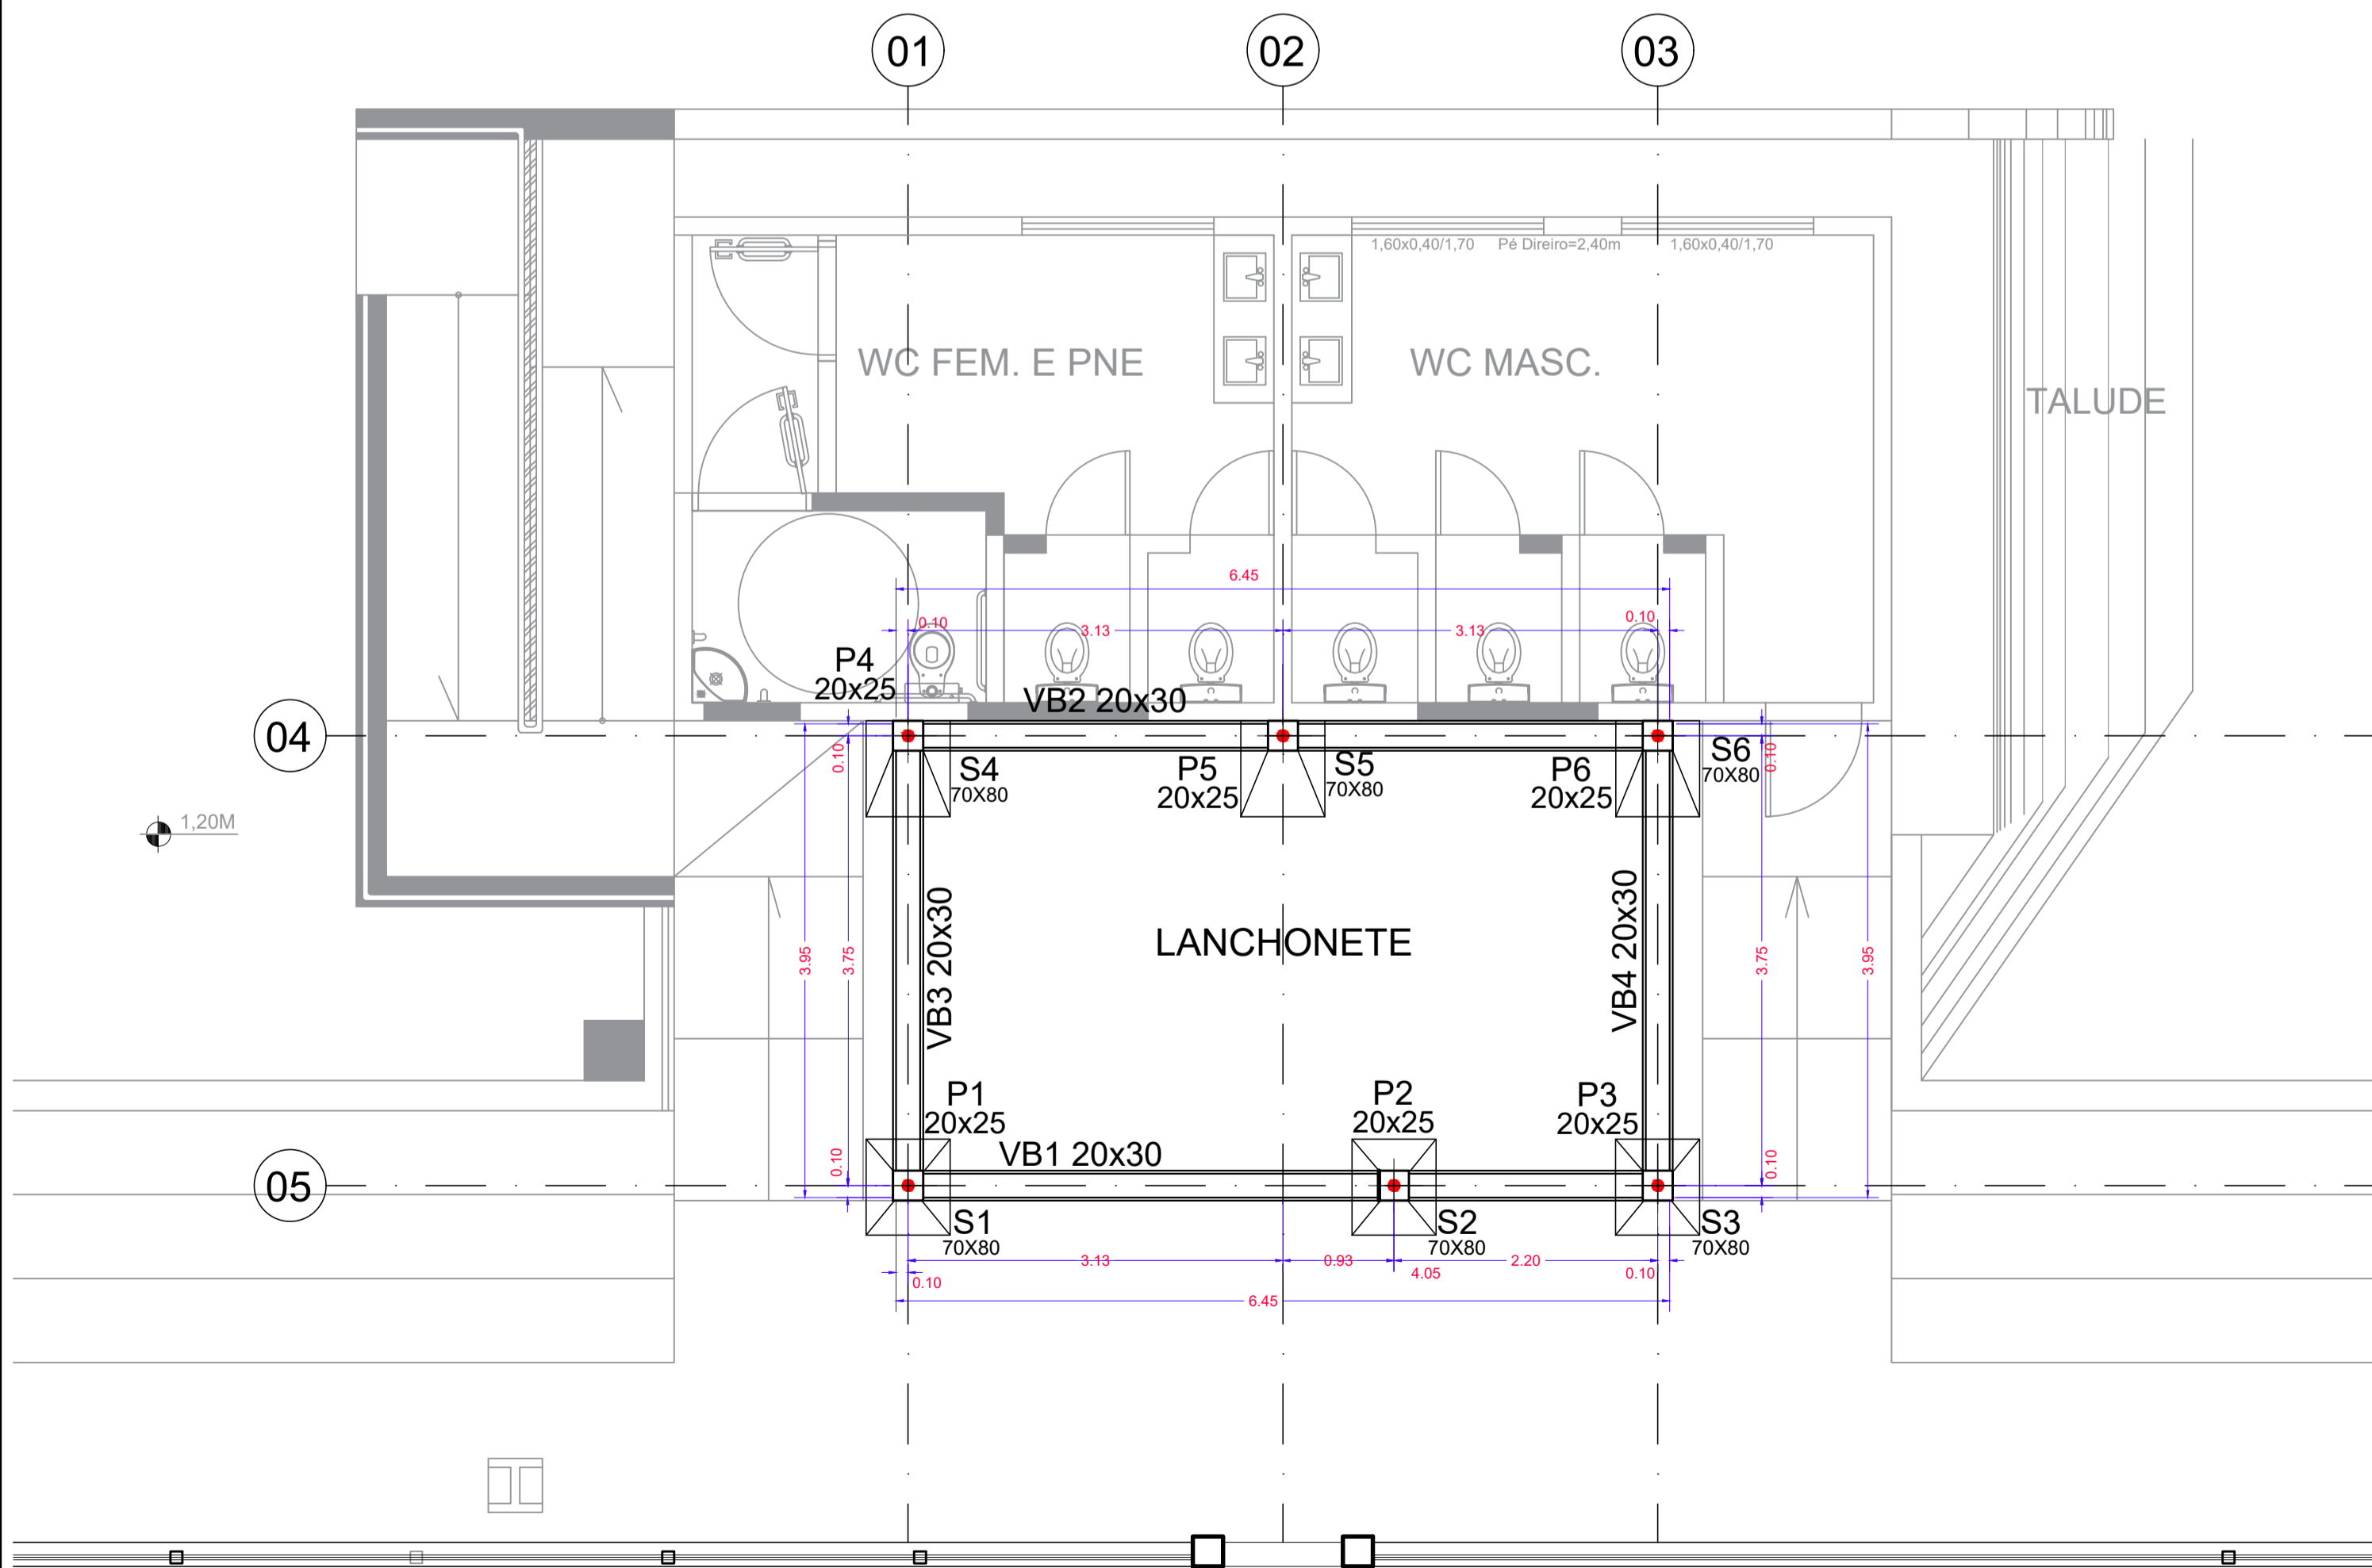 01
02
03
1,60x0,40/1,70
Pé Direiro=2,40m
1,60x0,40/1,70
WC FEM. E PNE
WC MASC.
TALUDE
6.45
0.10
3.13
3.13
0.10
P4
20x25
VB2 20x30
04
0.10
S4
70X80
P5
20x25
S5
70X80
P6
20x25
S6
70X80
0.10
1,20M
3.95
3.75
VB3 20x30
LANCHONETE
VB4 20x30
3.75
3.95
P1
20x25
P2
20x25
P3
20x25
0.10
VB1 20x30
0.10
05
S1
70X80
S2
70X80
S3
70X80
3.13
0.93
2.20
0.10
4.05
0.10
6.45